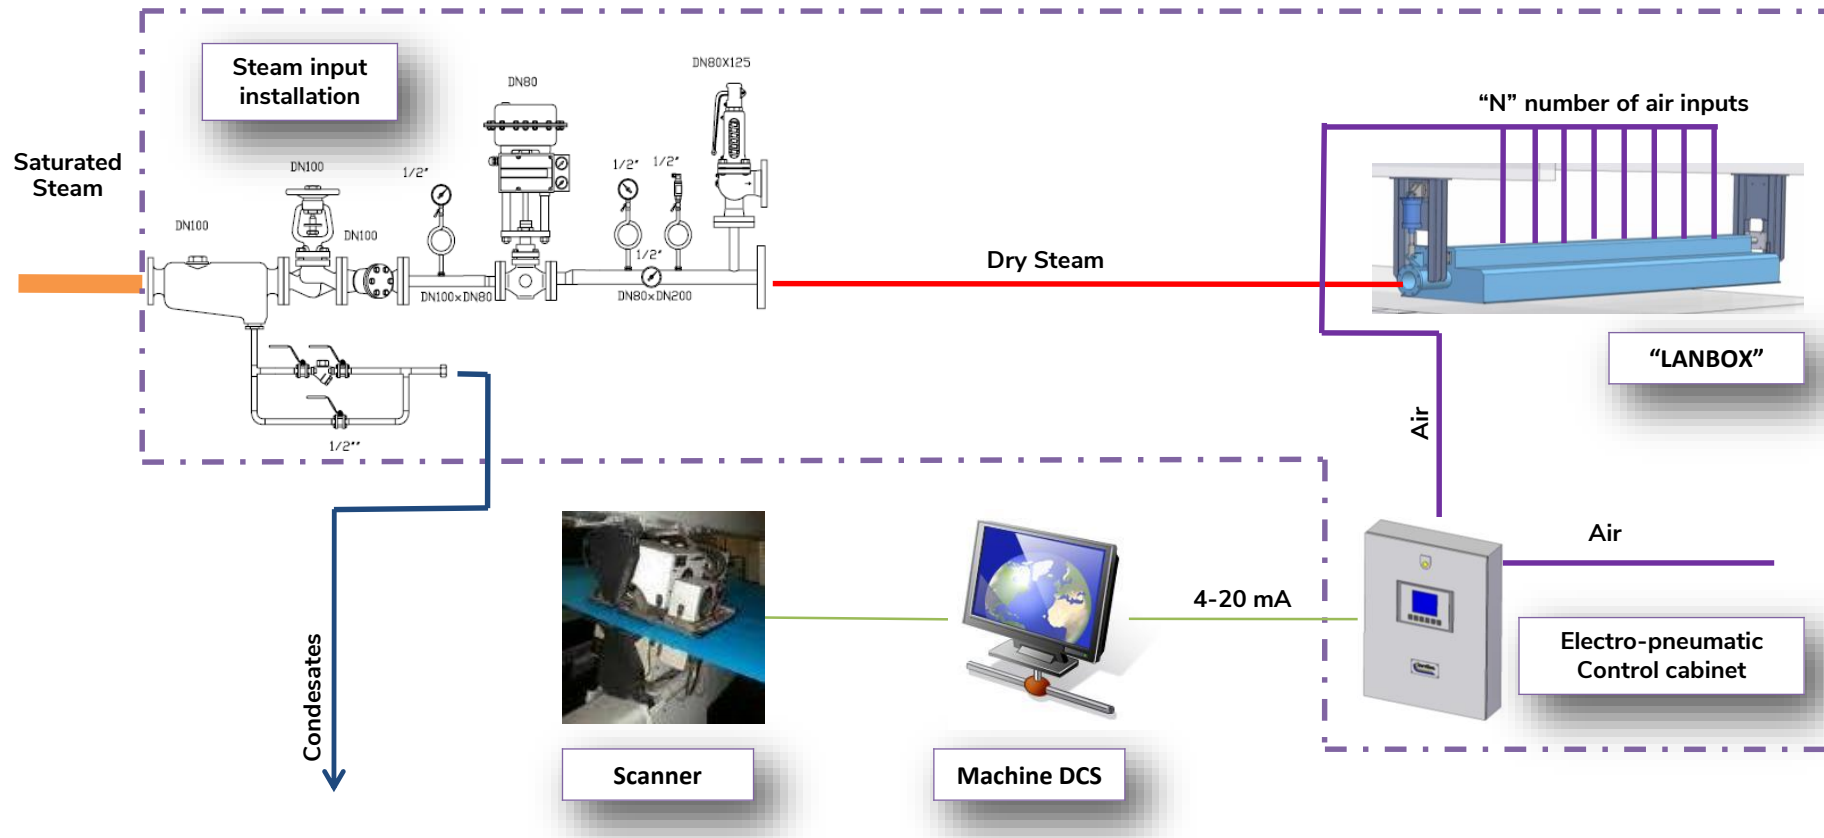 Steam input
installation
Saturated
Steam
DN100
DN100
DN100
1/2"
DN100xDN80
DN80
1/2"
1/2"
1/2"
DN80xDN200
DN80X125
1/2"
Dry Steam
“N” number of air inputs
“LANBOX”
Air
Air
Condesates
Scanner
Machine DCS
4-20 mA
Electro-pneumatic
Control cabinet